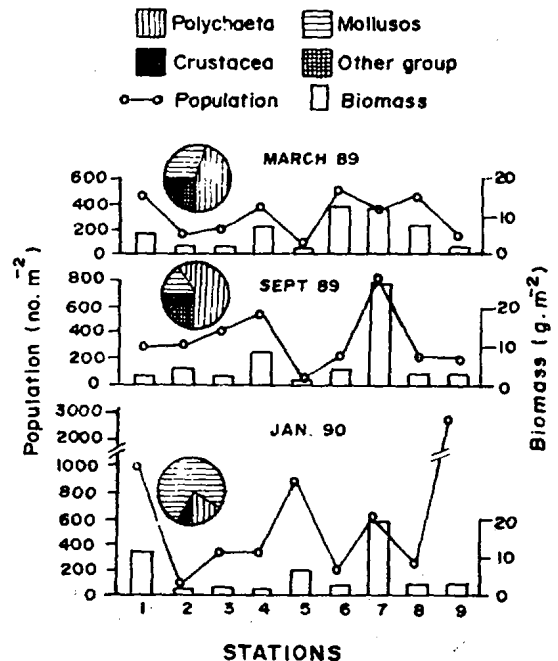 Polychaeta Mollusos
Crustacea Other group
Population Biomass
MARCH 89
600
400
200
0
20
10
0
SEPT 89
800
600
400
200
0
20
10
0
JAN. 90
3000
2000
1000
800
600
400
200
0
20
10
0
Population (no. m⁻²)
Biomass (g. m⁻²)
1 2 3 4 5 6 7 8 9
STATIONS